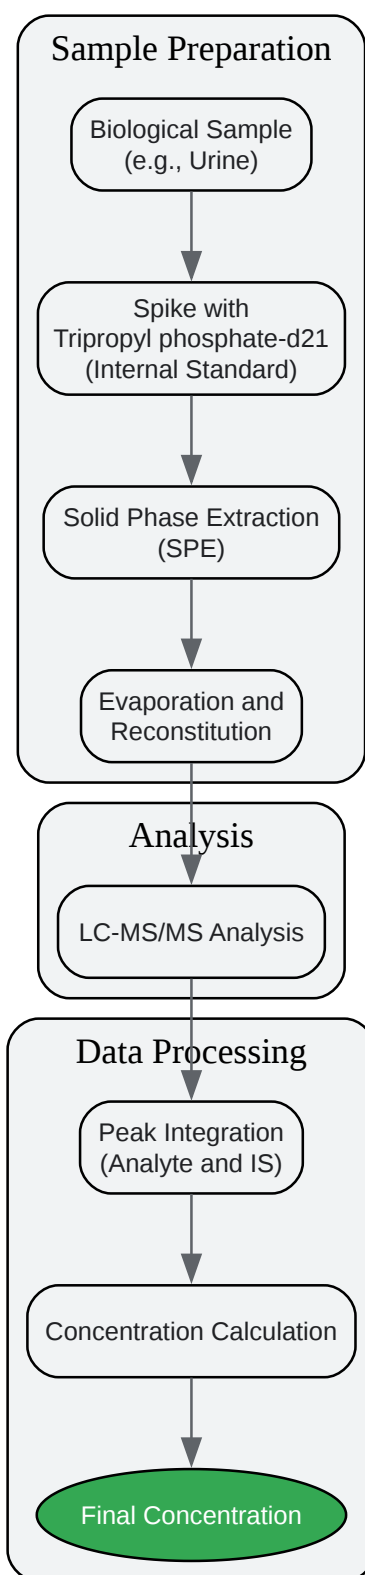 Sample Preparation
Biological Sample
(e.g., Urine)
Spike with
Tripropyl phosphate-d21
(Internal Standard)
Solid Phase Extraction
(SPE)
Evaporation and
Reconstitution
Analysis
LC-MS/MS Analysis
Data Processing
Peak Integration
(Analyte and IS)
Concentration Calculation
Final Concentration